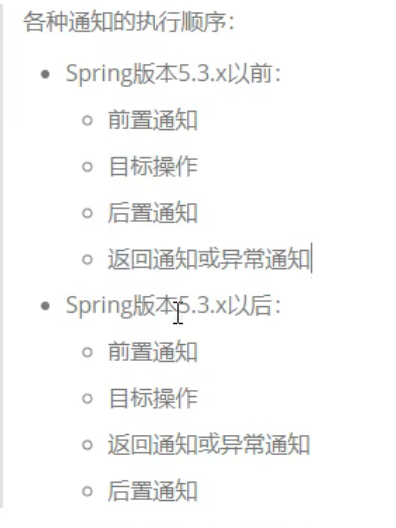 各种通知的执行顺序：
Spring版本5.3.x以前：
前置通知
目标操作
后置通知
返回通知或异常通知
Spring版本5.3.x以后：
前置通知
目标操作
返回通知或异常通知
后置通知